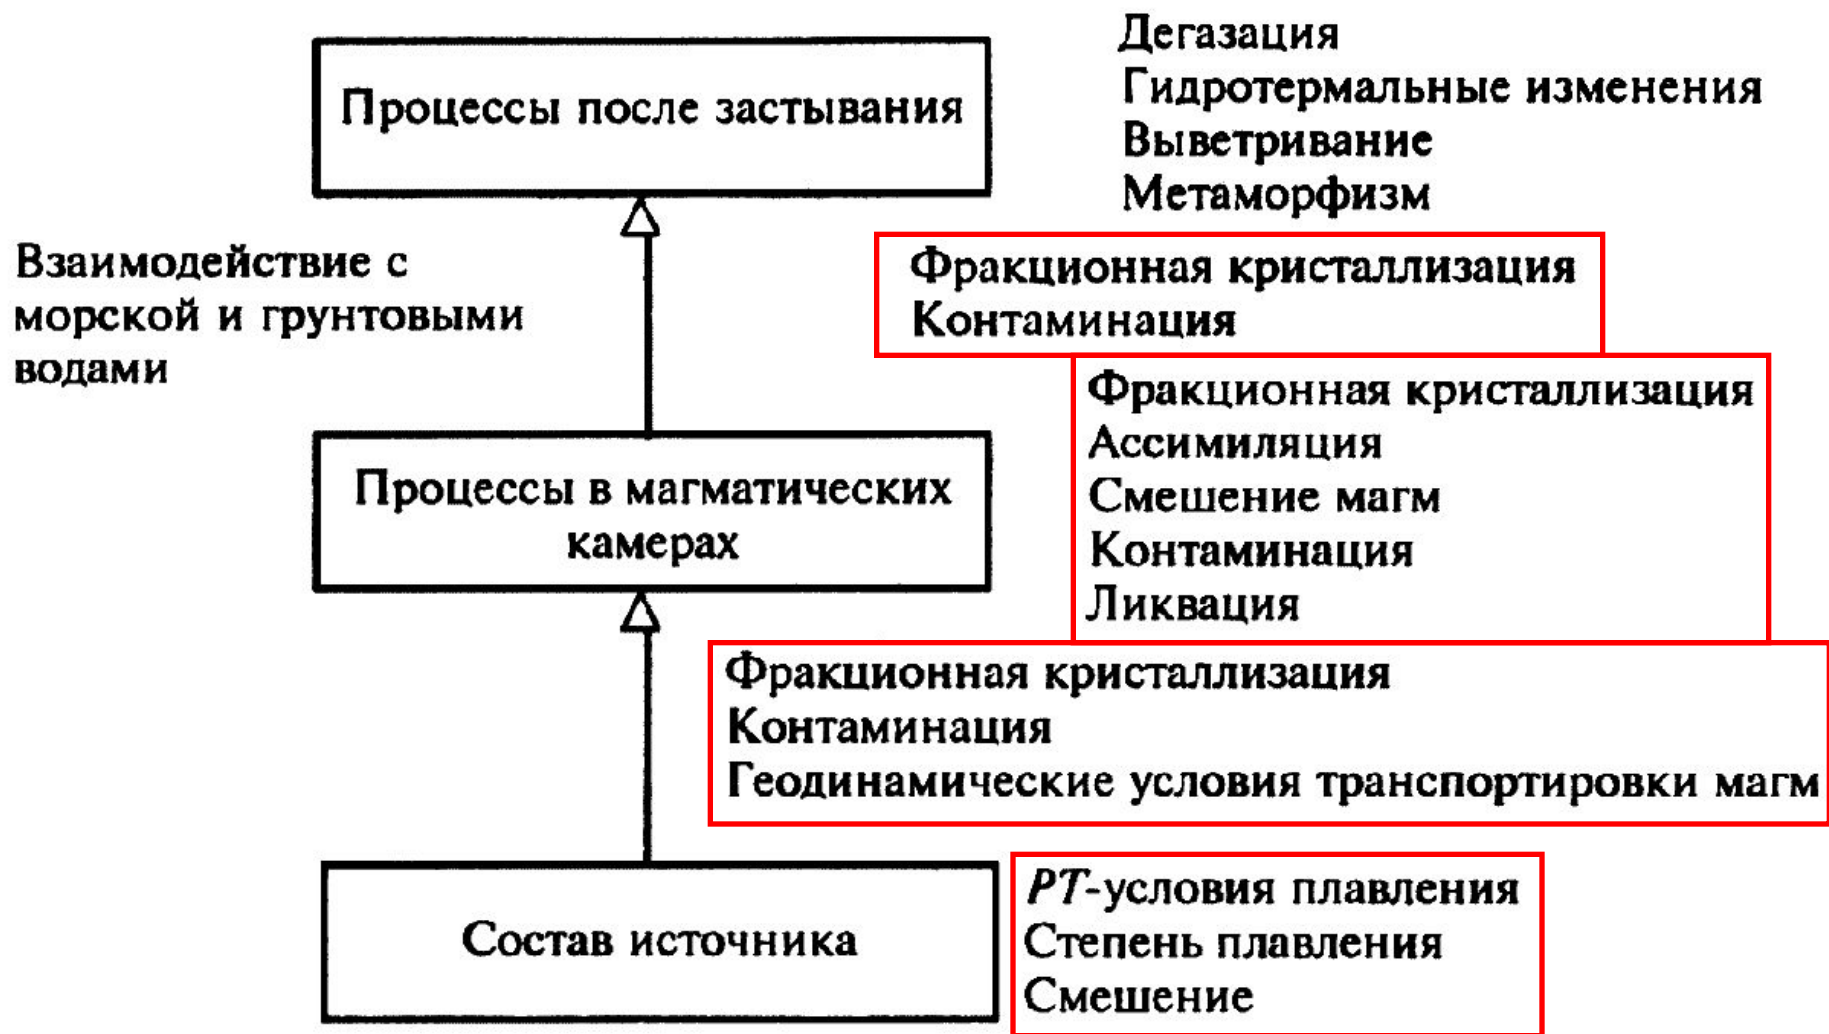 Дегазация
Гидротермальные изменения
Выветривание
Метаморфизм
Процессы после застывания
Взаимодействие с
морской и грунтовыми
водами
Фракционная кристаллизация
Контаминация
Фракционная кристаллизация
Ассимиляция
Смешение магм
Контаминация
Ликвация
Процессы в магматических
камерах
Фракционная кристаллизация
Контаминация
Геодинамические условия транспортировки магм
Состав источника
PT-условия плавления
Степень плавления
Смешение